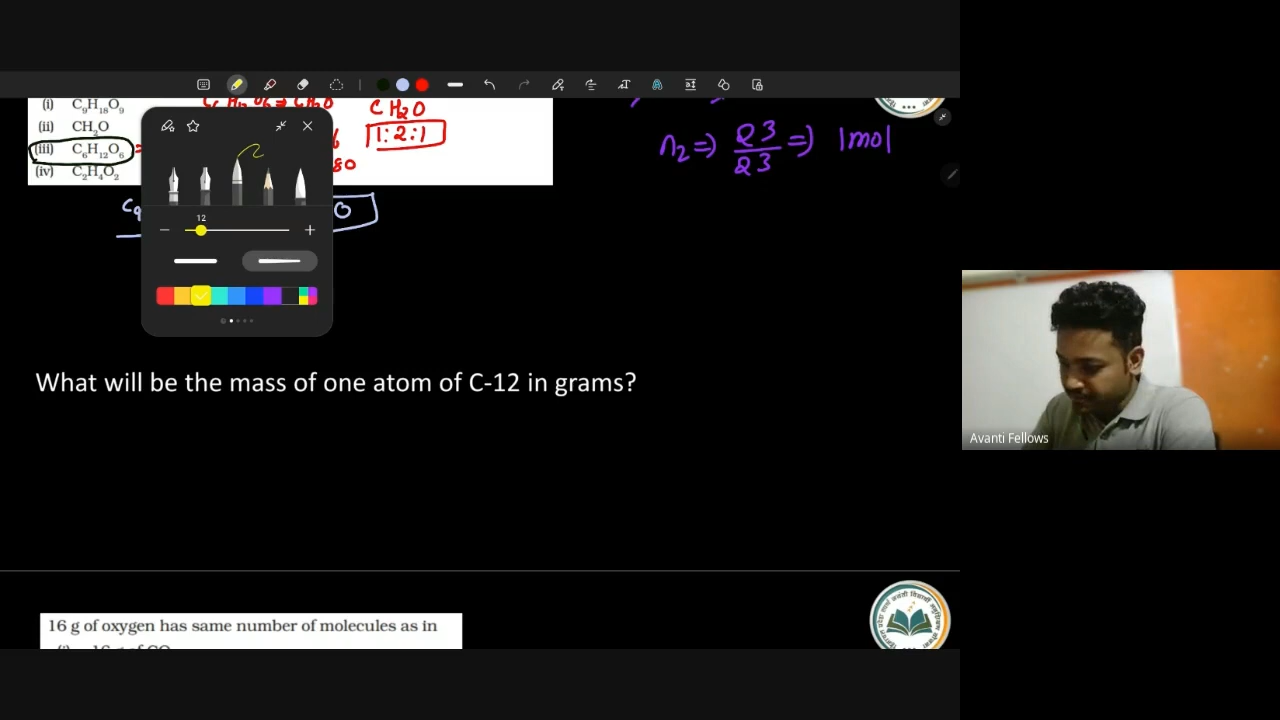 (i) C₉H₁₈O₉
CH₂O
(ii) CH₂O
1:2:1
(iii) C₆H₁₂O₆ =
80
(iv) C₂H₄O₂
O
n₂ => 23/23 => 1mol
12
What will be the mass of one atom of C-12 in grams?
Avanti Fellows
16 g of oxygen has same number of molecules as in